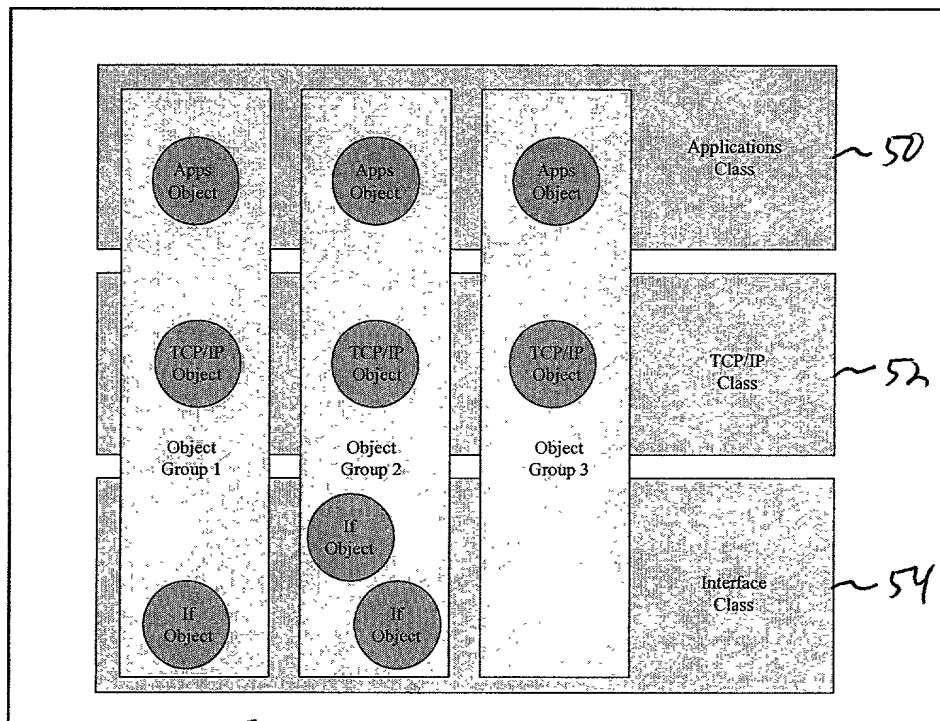 Apps
Object
Apps
Object
Apps
Object
Applications
Class
50
TCP/IP
Object
TCP/IP
Object
TCP/IP
Object
TCP/IP
Class
52
Object
Group 1
Object
Group 2
Object
Group 3
If
Object
Interface
Class
54
If
Object
If
Object